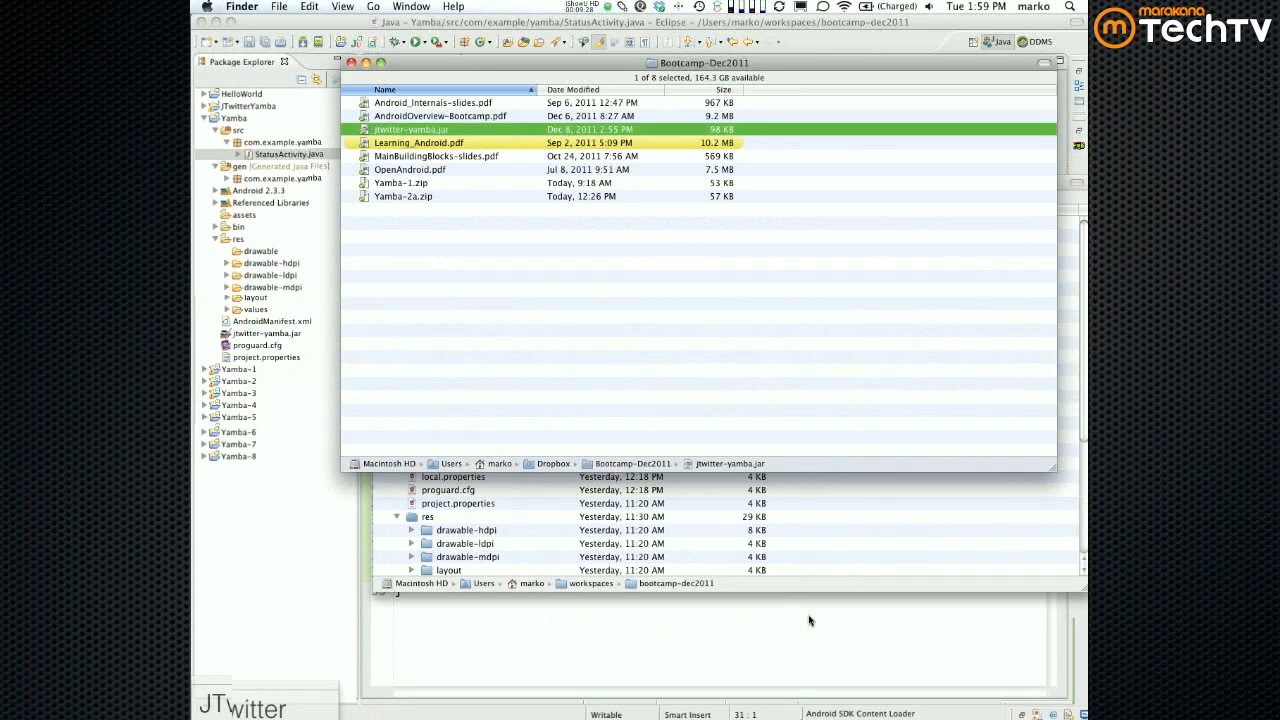 Finder File Edit View Go Window Help
iShowU HD 00:09:28
(Charged) Tue 1:59 PM marko
marakana TechTV
Java – Yamba/src/com/example/yamba/StatusActivity.java – Eclipse – /Users/marko/workspaces/bootcamp-dec2011
Java DDMS
Package Explorer
HelloWorld
JTwitterYamba
Yamba
src
com.example.yamba
StatusActivity.java
gen [Generated Java Files]
com.example.yamba
Android 2.3.3
Referenced Libraries
assets
bin
res
drawable
drawable-hdpi
drawable-ldpi
drawable-mdpi
layout
values
AndroidManifest.xml
jtwitter-yamba.jar
proguard.cfg
project.properties
Yamba-1
Yamba-2
Yamba-3
Yamba-4
Yamba-5
Yamba-6
Yamba-7
Yamba-8
Bootcamp-Dec2011
1 of 8 selected, 164.3 GB available
Name Date Modified Size
Android_Internals-slides.pdf Sep 6, 2011 12:47 PM 967 KB
AndroidOverview-Bootcamp.pdf Dec 6, 2011 8:27 AM 9.2 MB
jtwitter-yamba.jar Dec 8, 2011 2:55 PM 98 KB
Learning_Android.pdf Sep 2, 2011 5:09 PM 10.2 MB
MainBuildingBlocks-slides.pdf Oct 24, 2011 7:56 AM 569 KB
OpenAndroid.pdf Jul 8, 2011 9:51 AM 7.5 MB
Yamba-1.zip Today, 9:18 AM 53 KB
Yamba-2a.zip Today, 12:26 PM 57 KB
Macintosh HD Users marko Dropbox Bootcamp-Dec2011 jtwitter-yamba.jar
local.properties Yesterday, 12:18 PM 4 KB
proguard.cfg Yesterday, 11:20 AM 4 KB
project.properties Yesterday, 11:20 AM 4 KB
res Yesterday, 11:30 AM 29 KB
drawable-hdpi Yesterday, 11:20 AM 8 KB
drawable-ldpi Yesterday, 11:20 AM 4 KB
drawable-mdpi Yesterday, 11:20 AM 4 KB
layout Yesterday, 11:20 AM 4 KB
Macintosh HD Users marko workspaces bootcamp-dec2011
JTwitter
Writable Smart Insert 31 : 1 Android SDK Content Loader